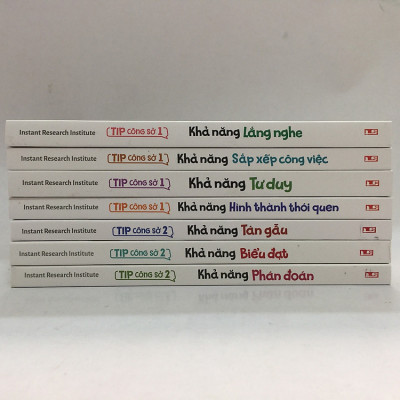 Instant Research Institute TIP công sở 1 Khả năng Lắng nghe
Instant Research Institute TIP công sở 1 Khả năng Sắp xếp công việc
Instant Research Institute TIP công sở 1 Khả năng Tư duy
Instant Research Institute TIP công sở 1 Khả năng Hình thành thói quen
Instant Research Institute TIP công sở 2 Khả năng Tán gẫu
Instant Research Institute TIP công sở 2 Khả năng Biểu đạt
Instant Research Institute TIP công sở 2 Khả năng Phán đoán